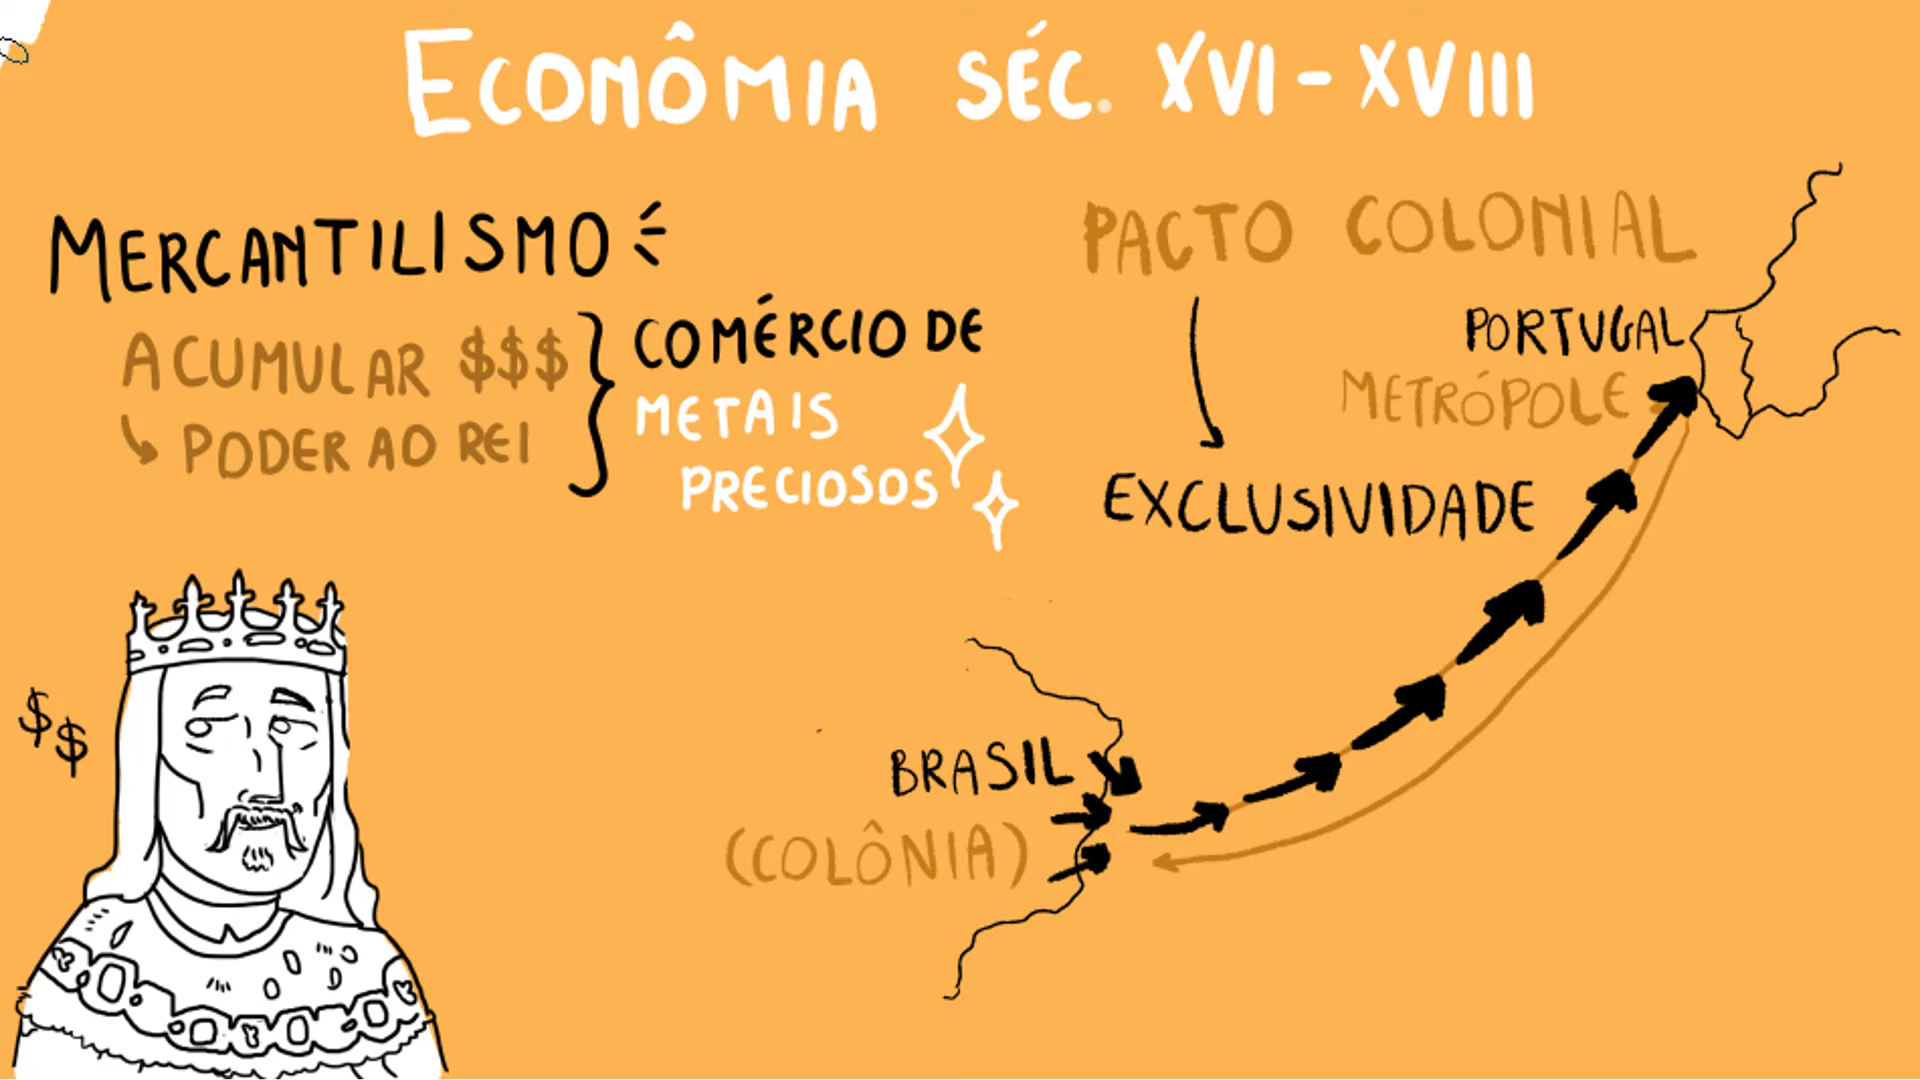 ECONÔMIA SÉC. XVI - XVIII
MERCANTILISMO
ACUMULAR $$$
PODER AO REI
COMÉRCIO DE
METAIS
PRECIOSOS
$$
PACTO COLONIAL
EXCLUSIVIDADE
PORTUGAL
METRÓPOLE
BRASIL
(COLÔNIA)